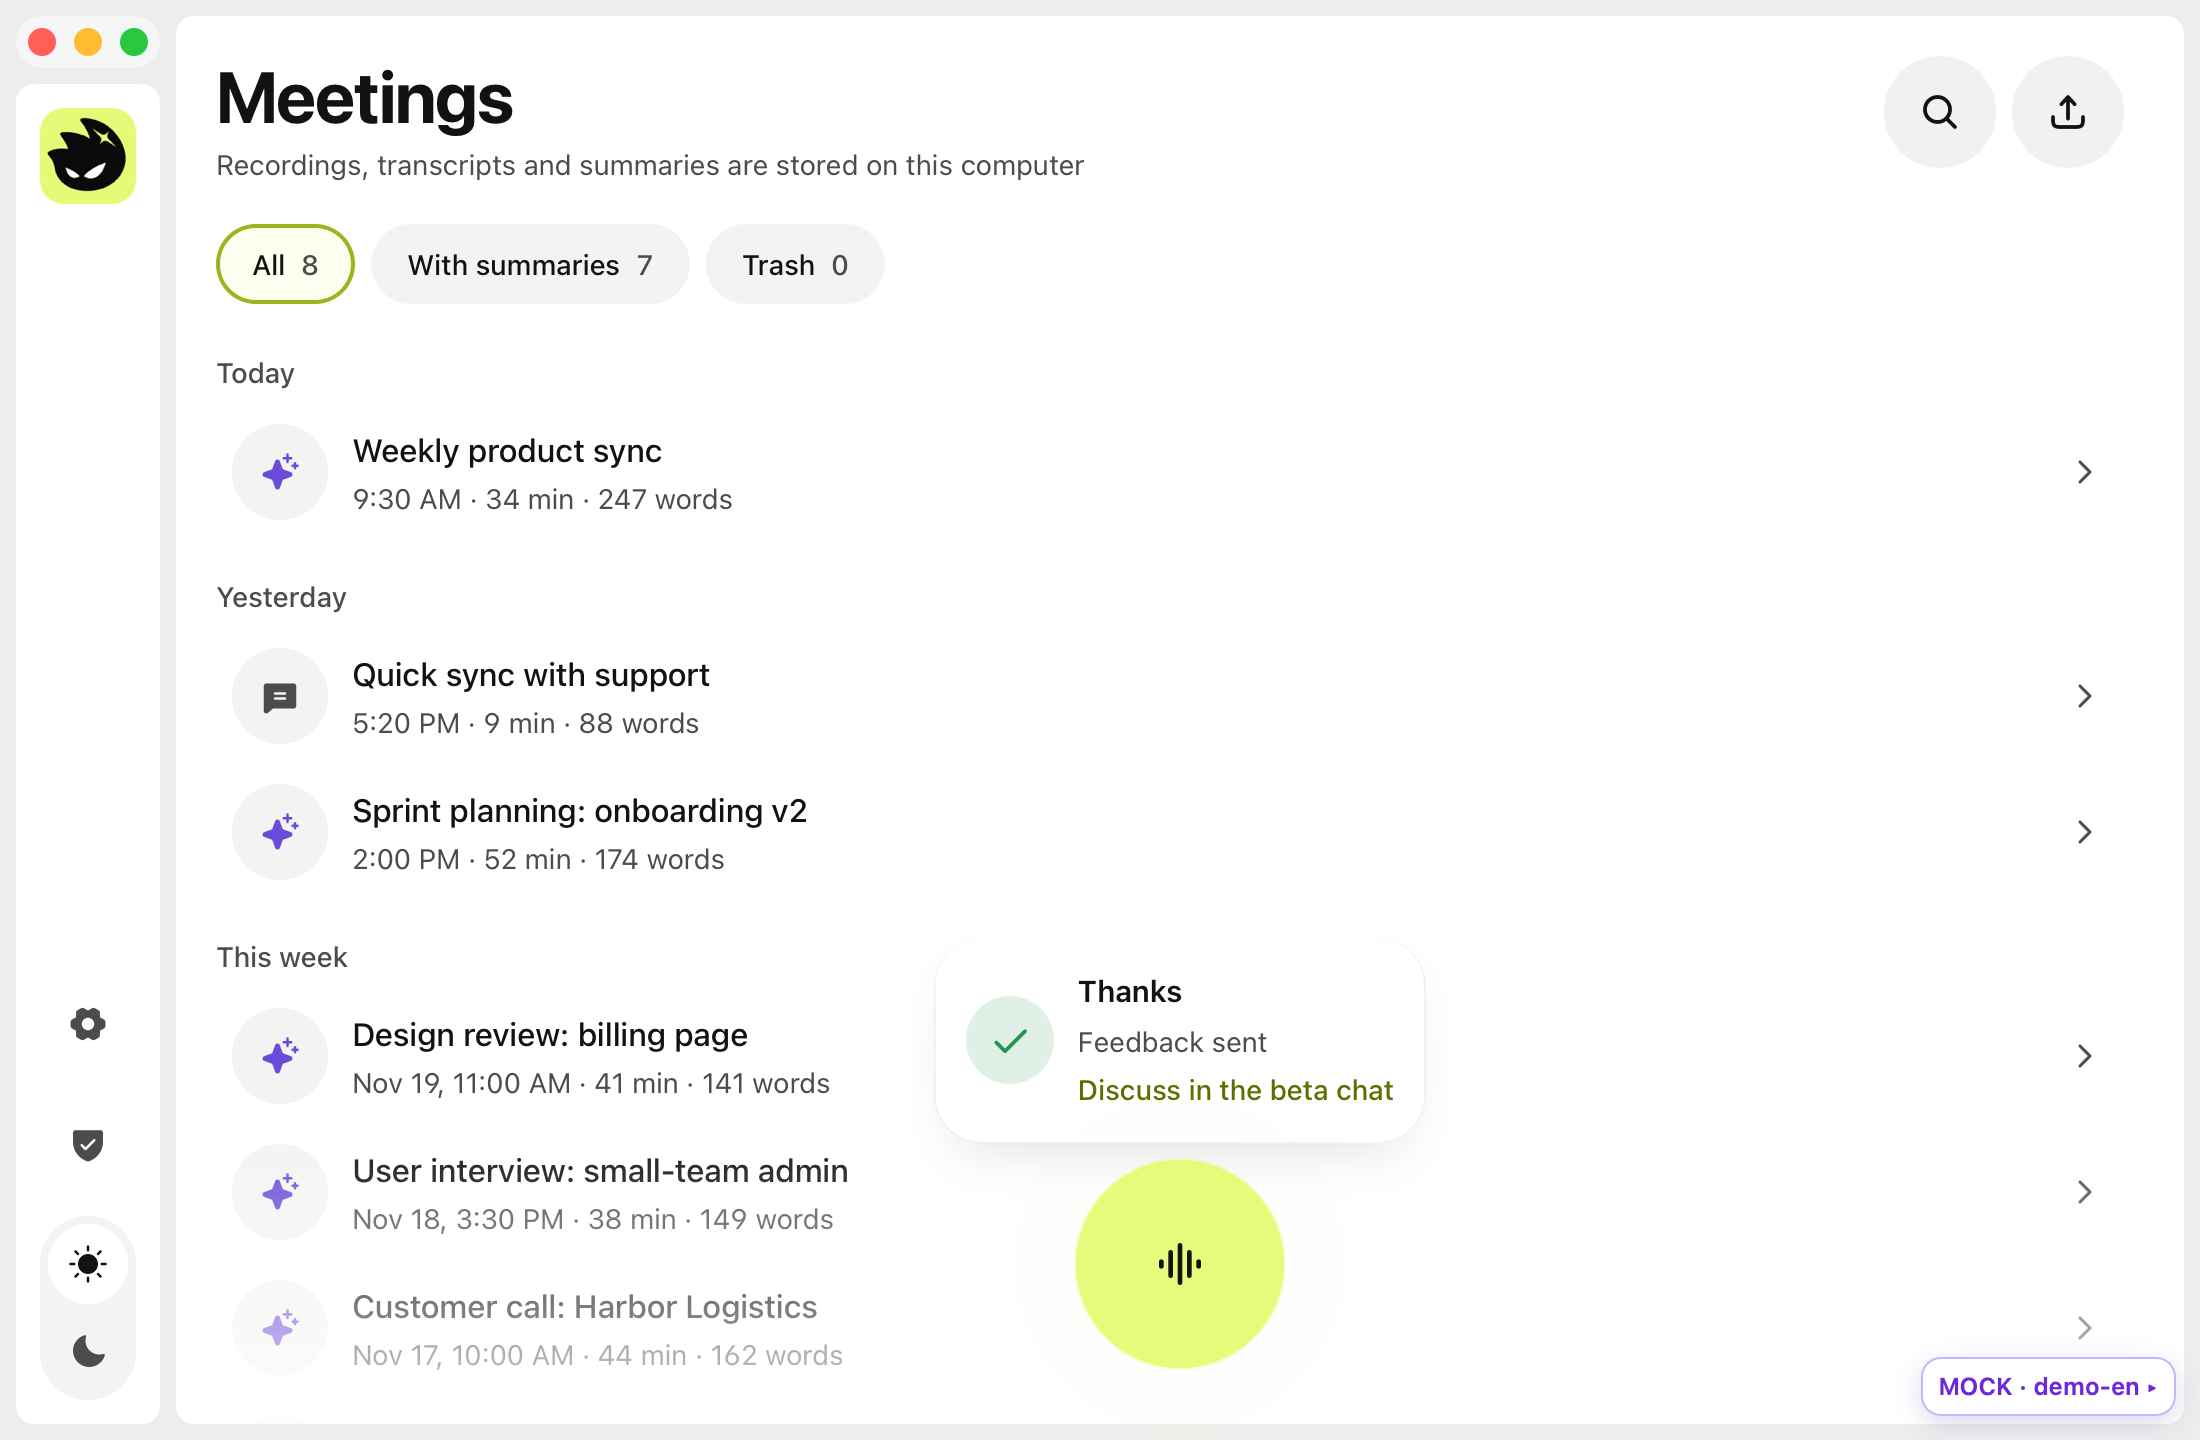 Meetings
Recordings, transcripts and summaries are stored on this computer
All 8
With summaries 7
Trash 0
Today
Weekly product sync
9:30 AM · 34 min · 247 words
Yesterday
Quick sync with support
5:20 PM · 9 min · 88 words
Sprint planning: onboarding v2
2:00 PM · 52 min · 174 words
This week
Design review: billing page
Nov 19, 11:00 AM · 41 min · 141 words
User interview: small-team admin
Nov 18, 3:30 PM · 38 min · 149 words
Customer call: Harbor Logistics
Nov 17, 10:00 AM · 44 min · 162 words
Thanks
Feedback sent
Discuss in the beta chat
MOCK · demo-en ▸